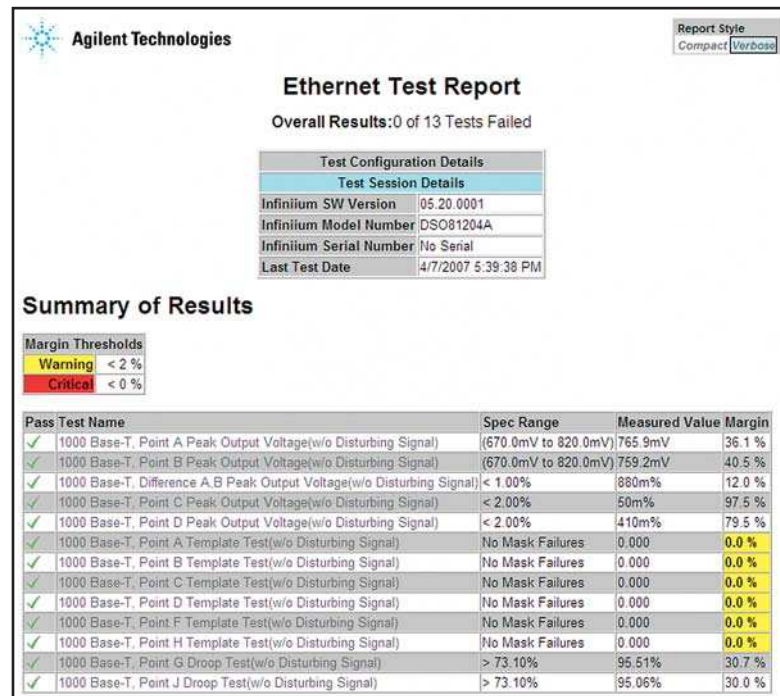 Agilent Technologies
Report Style
Compact Verbose
Ethernet Test Report
Overall Results:0 of 13 Tests Failed
Test Configuration Details
Test Session Details
Infiniium SW Version 05.20.0001
Infiniium Model Number DSO81204A
Infiniium Serial Number No Serial
Last Test Date 4/7/2007 5:39:38 PM
Summary of Results
Margin Thresholds
Warning < 2 %
Critical < 0 %
Pass Test Name Spec Range Measured Value Margin
✓ 1000 Base-T, Point A Peak Output Voltage(w/o Disturbing Signal) (670.0mV to 820.0mV) 765.9mV 36.1 %
✓ 1000 Base-T, Point B Peak Output Voltage(w/o Disturbing Signal) (670.0mV to 820.0mV) 759.2mV 40.5 %
✓ 1000 Base-T, Difference A,B Peak Output Voltage(w/o Disturbing Signal) < 1.00% 880m% 12.0 %
✓ 1000 Base-T, Point C Peak Output Voltage(w/o Disturbing Signal) < 2.00% 50m% 97.5 %
✓ 1000 Base-T, Point D Peak Output Voltage(w/o Disturbing Signal) < 2.00% 410m% 79.5 %
✓ 1000 Base-T, Point A Template Test(w/o Disturbing Signal) No Mask Failures 0.000 0.0 %
✓ 1000 Base-T, Point B Template Test(w/o Disturbing Signal) No Mask Failures 0.000 0.0 %
✓ 1000 Base-T, Point C Template Test(w/o Disturbing Signal) No Mask Failures 0.000 0.0 %
✓ 1000 Base-T, Point D Template Test(w/o Disturbing Signal) No Mask Failures 0.000 0.0 %
✓ 1000 Base-T, Point F Template Test(w/o Disturbing Signal) No Mask Failures 0.000 0.0 %
✓ 1000 Base-T, Point H Template Test(w/o Disturbing Signal) No Mask Failures 0.000 0.0 %
✓ 1000 Base-T, Point G Droop Test(w/o Disturbing Signal) > 73.10% 95.51% 30.7 %
✓ 1000 Base-T, Point J Droop Test(w/o Disturbing Signal) > 73.10% 95.06% 30.0 %